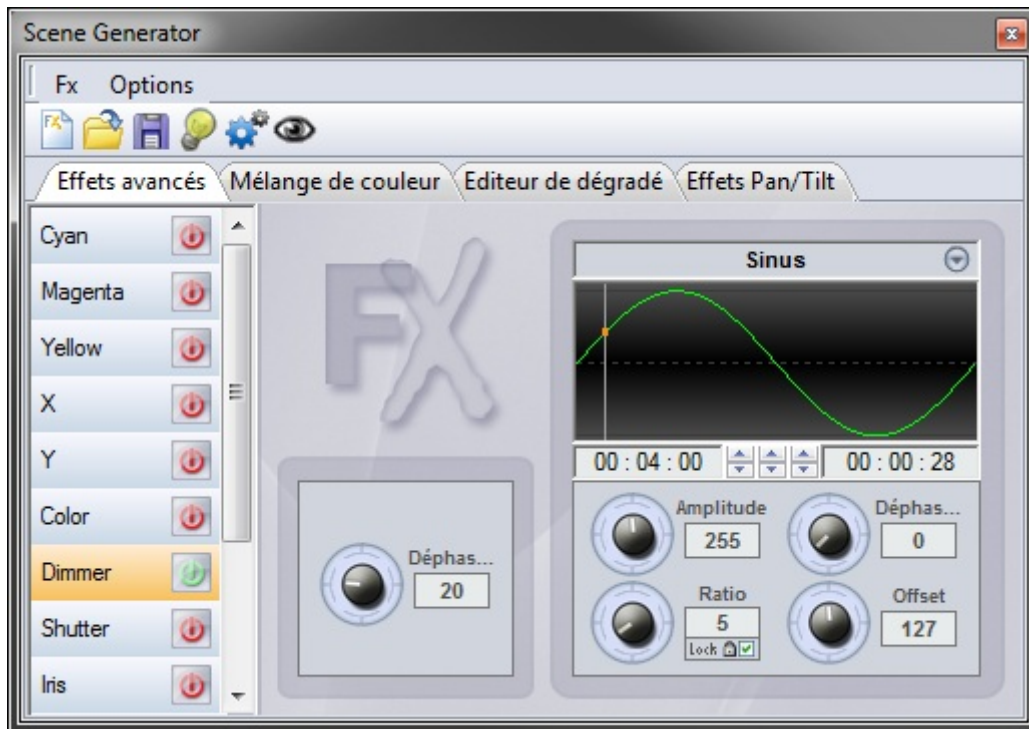 Scene Generator
Fx Options
FX
Effets avancés Mélange de couleur Editeur de dégradé Effets Pan/Tilt
Cyan
Magenta
Yellow
X
Y
Color
Dimmer
Shutter
Iris
FX
Déphas...
20
Sinus
00 : 04 : 00 00 : 00 : 28
Amplitude
255
Déphas...
0
Ratio
5
Lock
Offset
127